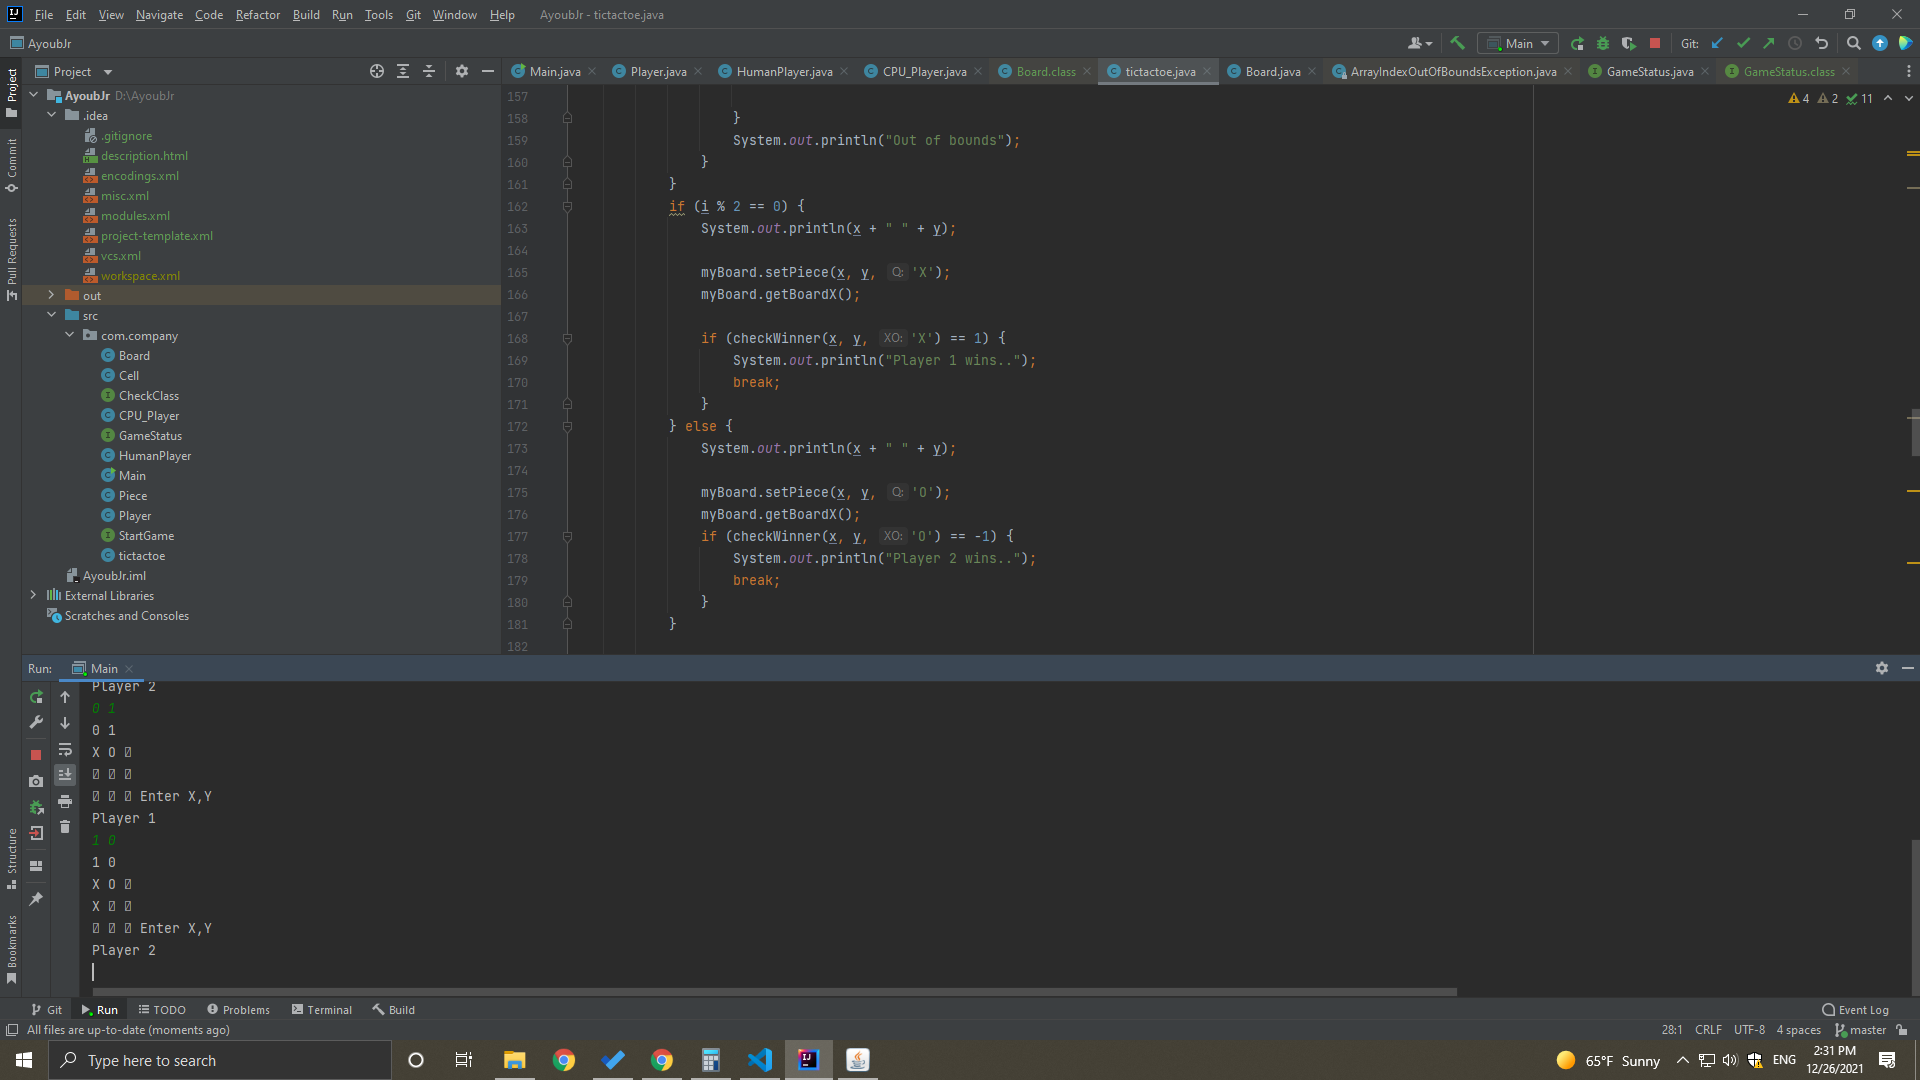 File Edit View Navigate Code Refactor Build Run Tools Git Window Help AyoubJr - tictactoe.java
AyoubJr Main Git:
Project
Main.java Player.java HumanPlayer.java CPU_Player.java Board.class tictactoe.java Board.java ArrayIndexOutOfBoundsException.java GameStatus.java GameStatus.class
4 2 11
Project
Commit
Pull Requests
Structure
Bookmarks
AyoubJr D:\AyoubJr
.idea
.gitignore
description.html
encodings.xml
misc.xml
modules.xml
project-template.xml
vcs.xml
workspace.xml
out
src
com.company
Board
Cell
CheckClass
CPU_Player
GameStatus
HumanPlayer
Main
Piece
Player
StartGame
tictactoe
AyoubJr.iml
External Libraries
Scratches and Consoles
157
158 }
159 System.out.println("Out of bounds");
160 }
161 }
162 if (i % 2 == 0) {
163 System.out.println(x + " " + y);
164
165 myBoard.setPiece(x, y, Q: 'X');
166 myBoard.getBoardX();
167
168 if (checkWinner(x, y, XO: 'X') == 1) {
169 System.out.println("Player 1 wins..");
170 break;
171 }
172 } else {
173 System.out.println(x + " " + y);
174
175 myBoard.setPiece(x, y, Q: 'O');
176 myBoard.getBoardX();
177 if (checkWinner(x, y, XO: 'O') == -1) {
178 System.out.println("Player 2 wins..");
179 break;
180 }
181 }
182
Run: Main
Player 2
0 1
0 1
X O
Enter X,Y
Player 1
1 0
1 0
X O
X
Enter X,Y
Player 2
Git Run TODO Problems Terminal Build Event Log
All files are up-to-date (moments ago) 28:1 CRLF UTF-8 4 spaces master
Type here to search 65°F Sunny ENG 2:31 PM
12/26/2021